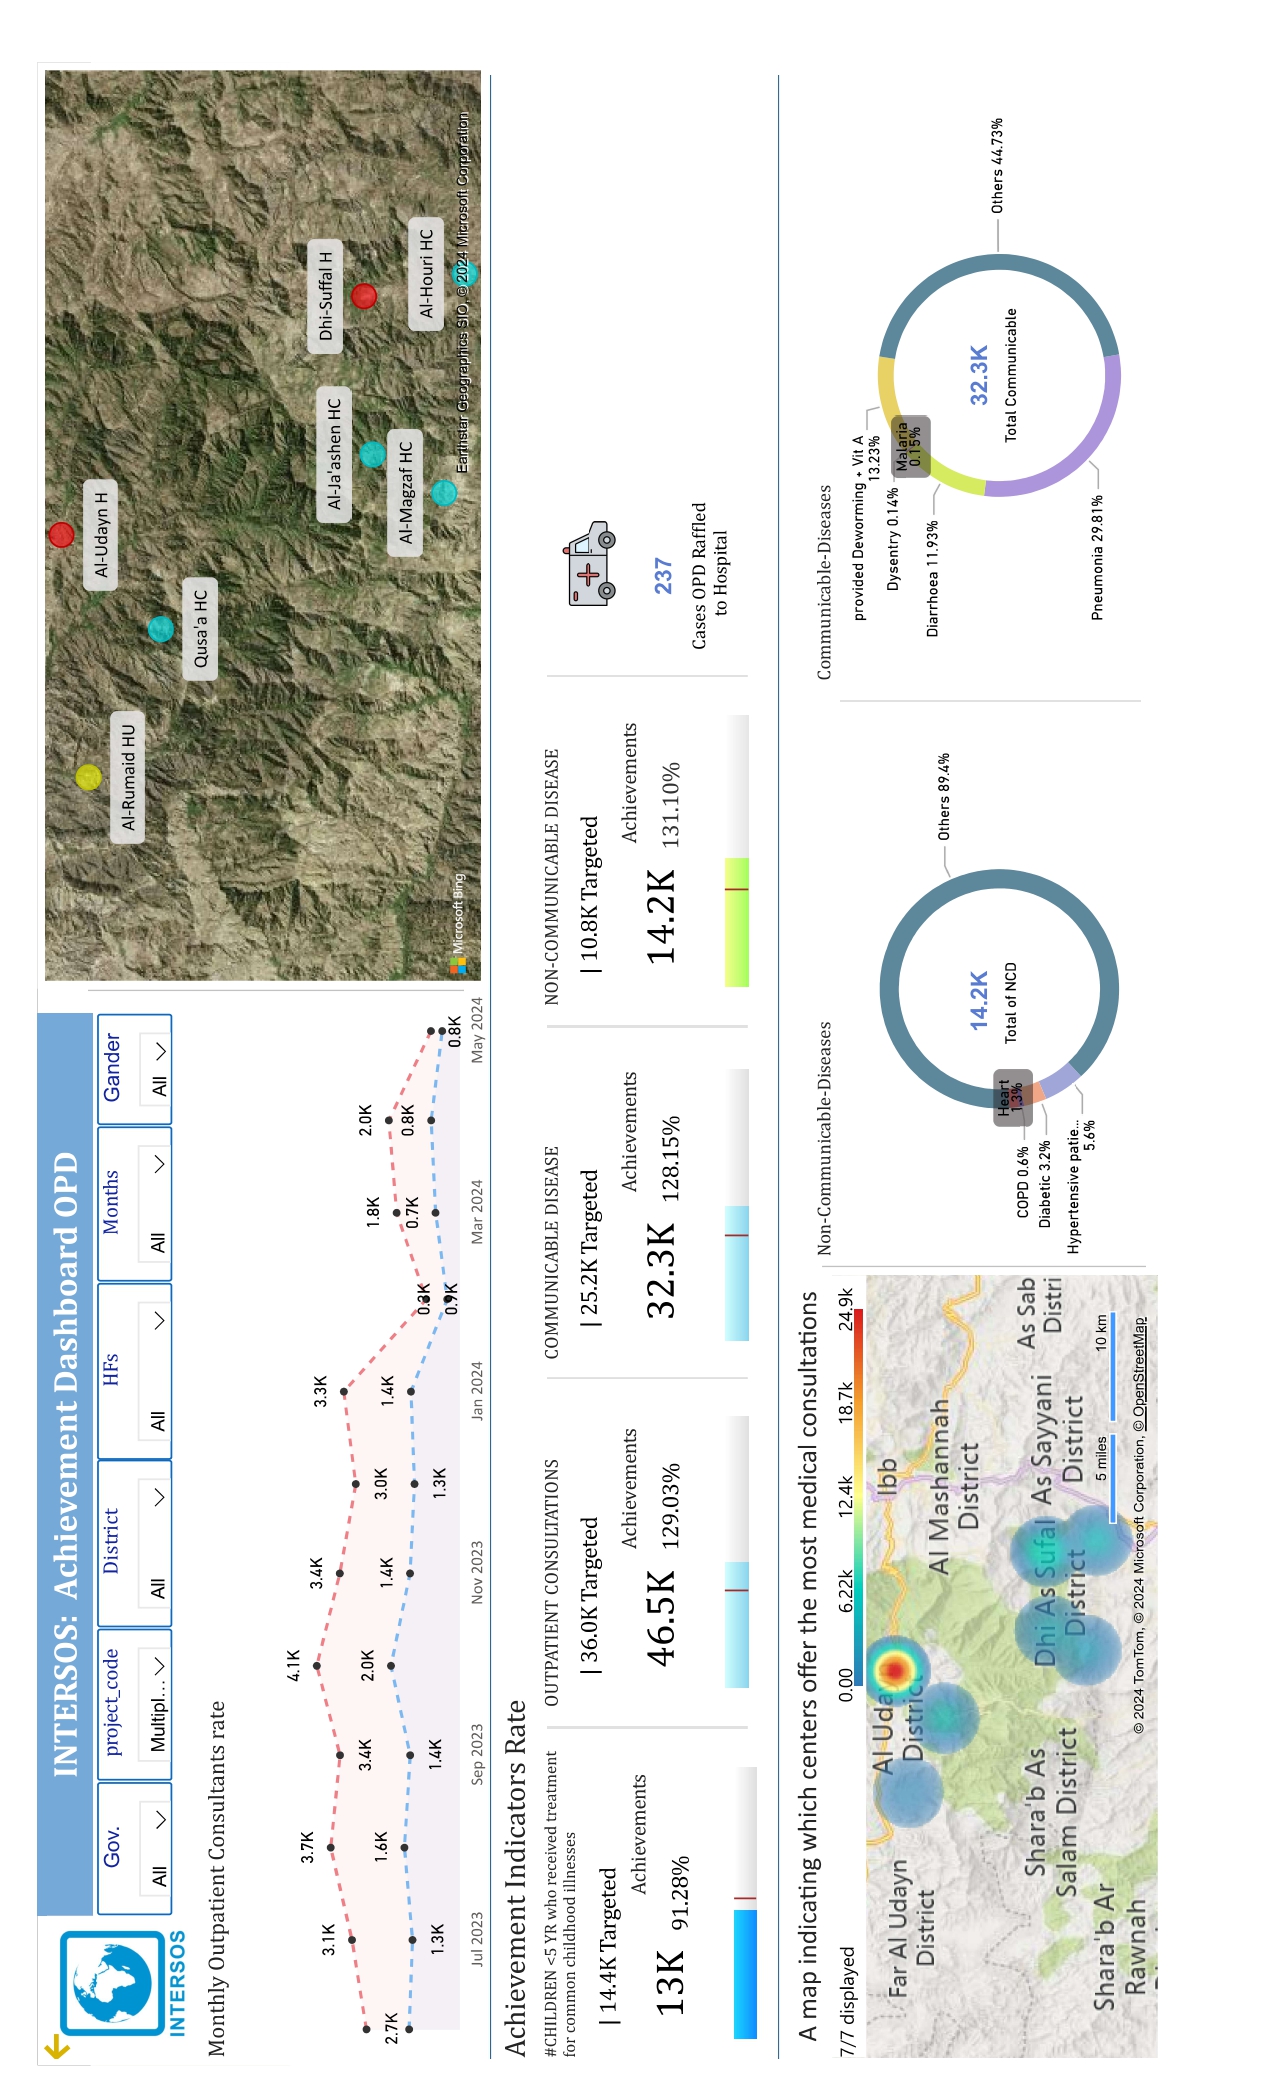 INTERSOS
INTERSOS:  Achievement Dashboard OPD
Gov.
All
project_code
Multipl...
District
All
HFs
All
Months
All
Gander
All
Monthly Outpatient Consultants rate
2.7K
3.1K
3.7K
3.4K
4.1K
3.4K
3.0K
3.3K
0.3K
1.8K
2.0K
1.3K
1.6K
1.4K
2.0K
1.4K
1.3K
1.4K
0.7K
0.8K
0.8K
Jul 2023
Sep 2023
Nov 2023
Jan 2024
Mar 2024
May 2024
Al-Udayn H
Al-Rumaid HU
Qusa'a HC
Al-Ja'ashen HC
Dhi-Suffal H
Al-Magzaf HC
Al-Houri HC
Microsoft Bing
Earthstar Geographics SIO, © 2024 Microsoft Corporation
Achievement Indicators Rate
#CHILDREN <5 YR who received treatment
for common childhood illnesses
| 14.4K Targeted
Achievements
13K
91.28%
OUTPATIENT CONSULTATIONS
| 36.0K Targeted
Achievements
46.5K
129.03%
COMMUNICABLE DISEASE
| 25.2K Targeted
Achievements
32.3K
128.15%
NON-COMMUNICABLE DISEASE
| 10.8K Targeted
Achievements
14.2K
131.10%
237
Cases OPD Raffled
to Hospital
A map indicating which centers offer the most medical consultations
7/7 displayed
0.00
6.22k
12.4k
18.7k
24.9k
Far Al Udayn
District
Al Udayn
District
Ibb
Al Mashannah
District
Shara'b As
Salam District
Dhi As Sufal
District
As Sayyani
District
As Sab
Distri
Shara'b Ar
Rawnah
5 miles
10 km
© 2024 TomTom, © 2024 Microsoft Corporation, © OpenStreetMap
Non-Communicable-Diseases
Others 89.4%
14.2K
Total of NCD
Heart
1.3%
COPD 0.6%
Diabetic 3.2%
Hypertensive patie...
5.6%
Communicable-Diseases
provided Deworming + Vit A
13.23%
Dysentry 0.14%
Malaria
0.15%
Diarrhoea 11.93%
32.3K
Total Communicable
Others 44.73%
Pneumonia 29.81%